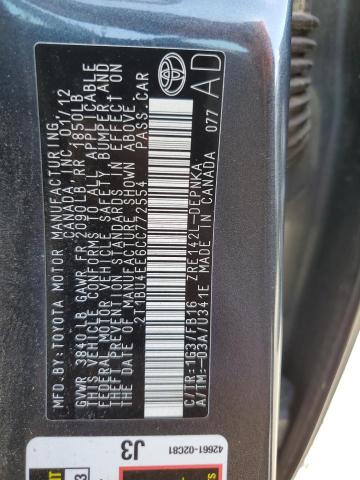 MFD.BY:TOYOTA MOTOR MANUFACTURING
CANADA, INC. 01/12
GVWR 3840 LB GAWR FR 2090LB RR 1850LB
THIS VEHICLE CONFORMS TO ALL APPLICABLE
FEDERAL MOTOR VEHICLE SAFETY, BUMPER, AND
THEFT PREVENTION STANDARDS IN EFFECT ON
THE DATE OF MANUFACTURE SHOWN ABOVE.
2T1BU4EE6CC772554 PASS.CAR
C/TR:1G3/FB16 ZRE142L-DEPNKA
A/TM:-03A/U341E MADE IN CANADA
077
AD
TOYOTA
42661-02C81
J3